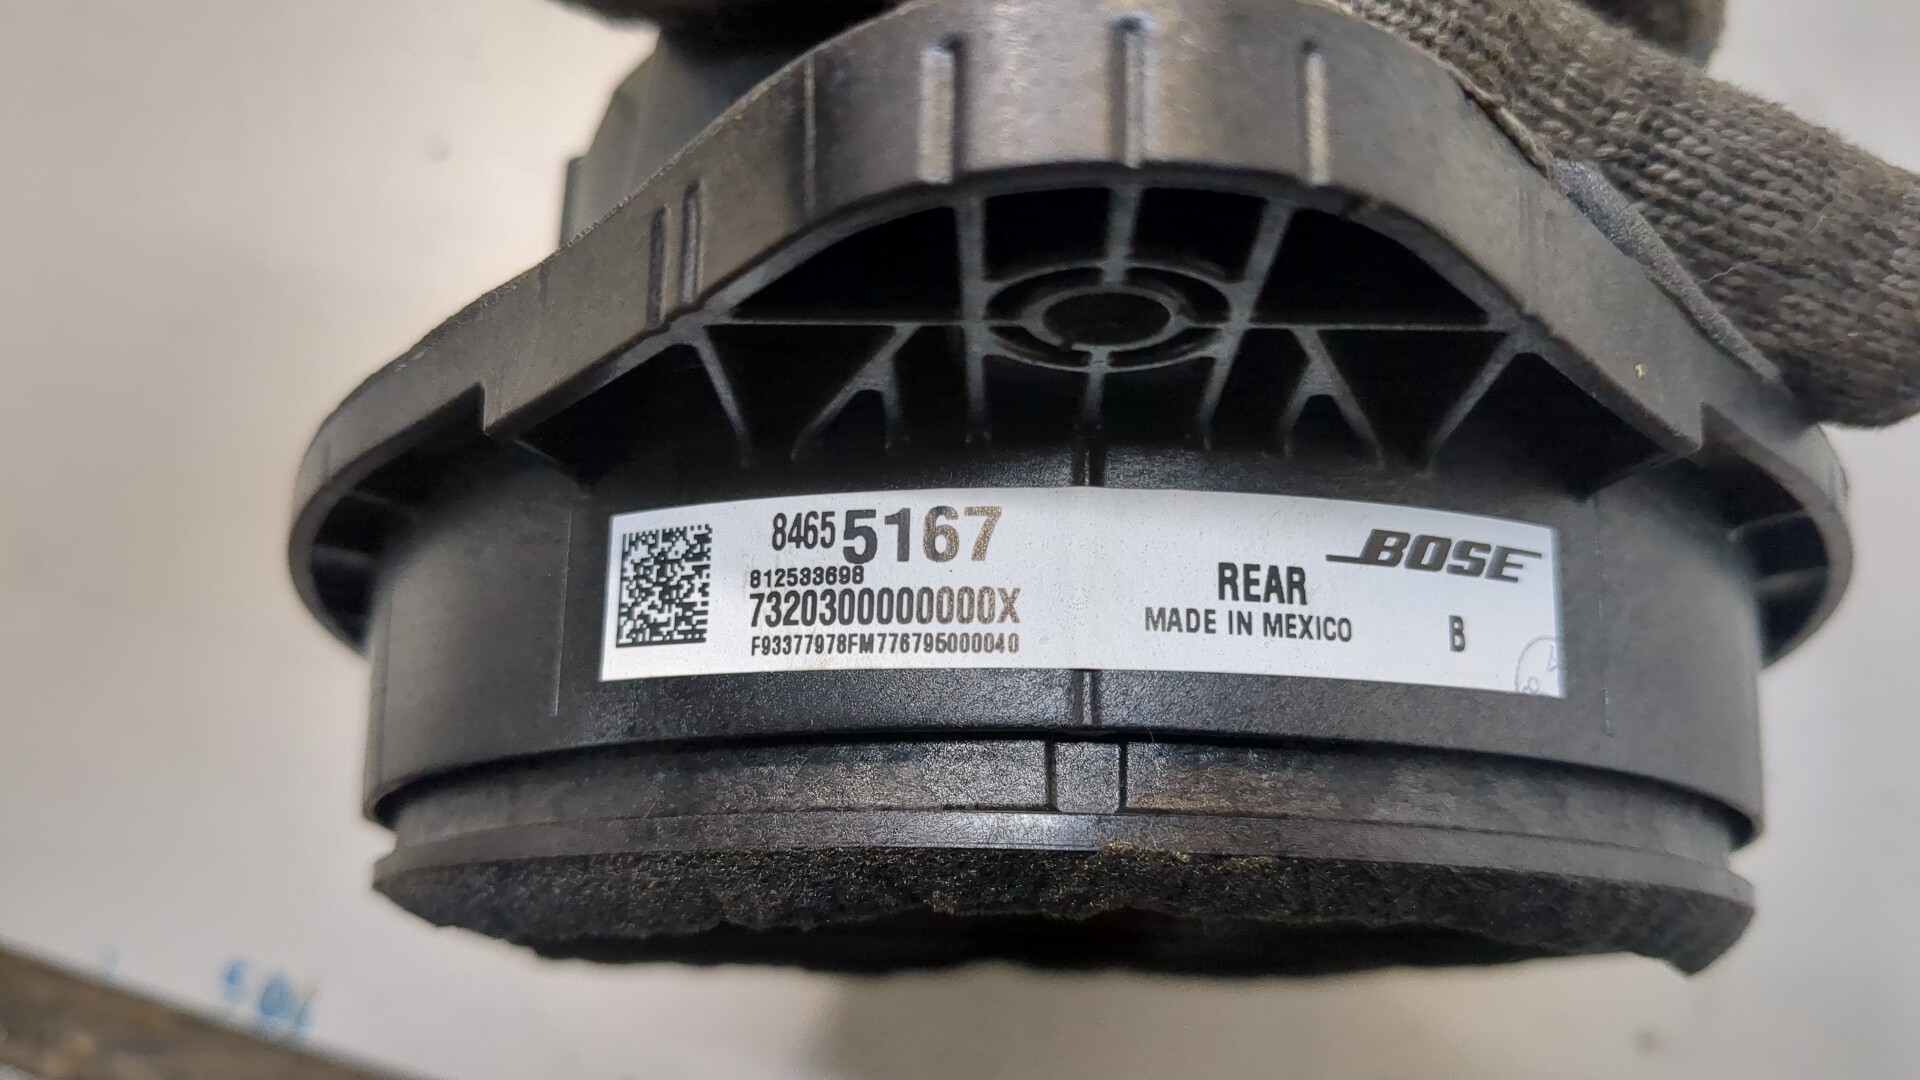 84655167
812533698
7320300000000X
F93377978FM776795000040
BOSE
REAR
MADE IN MEXICO
B